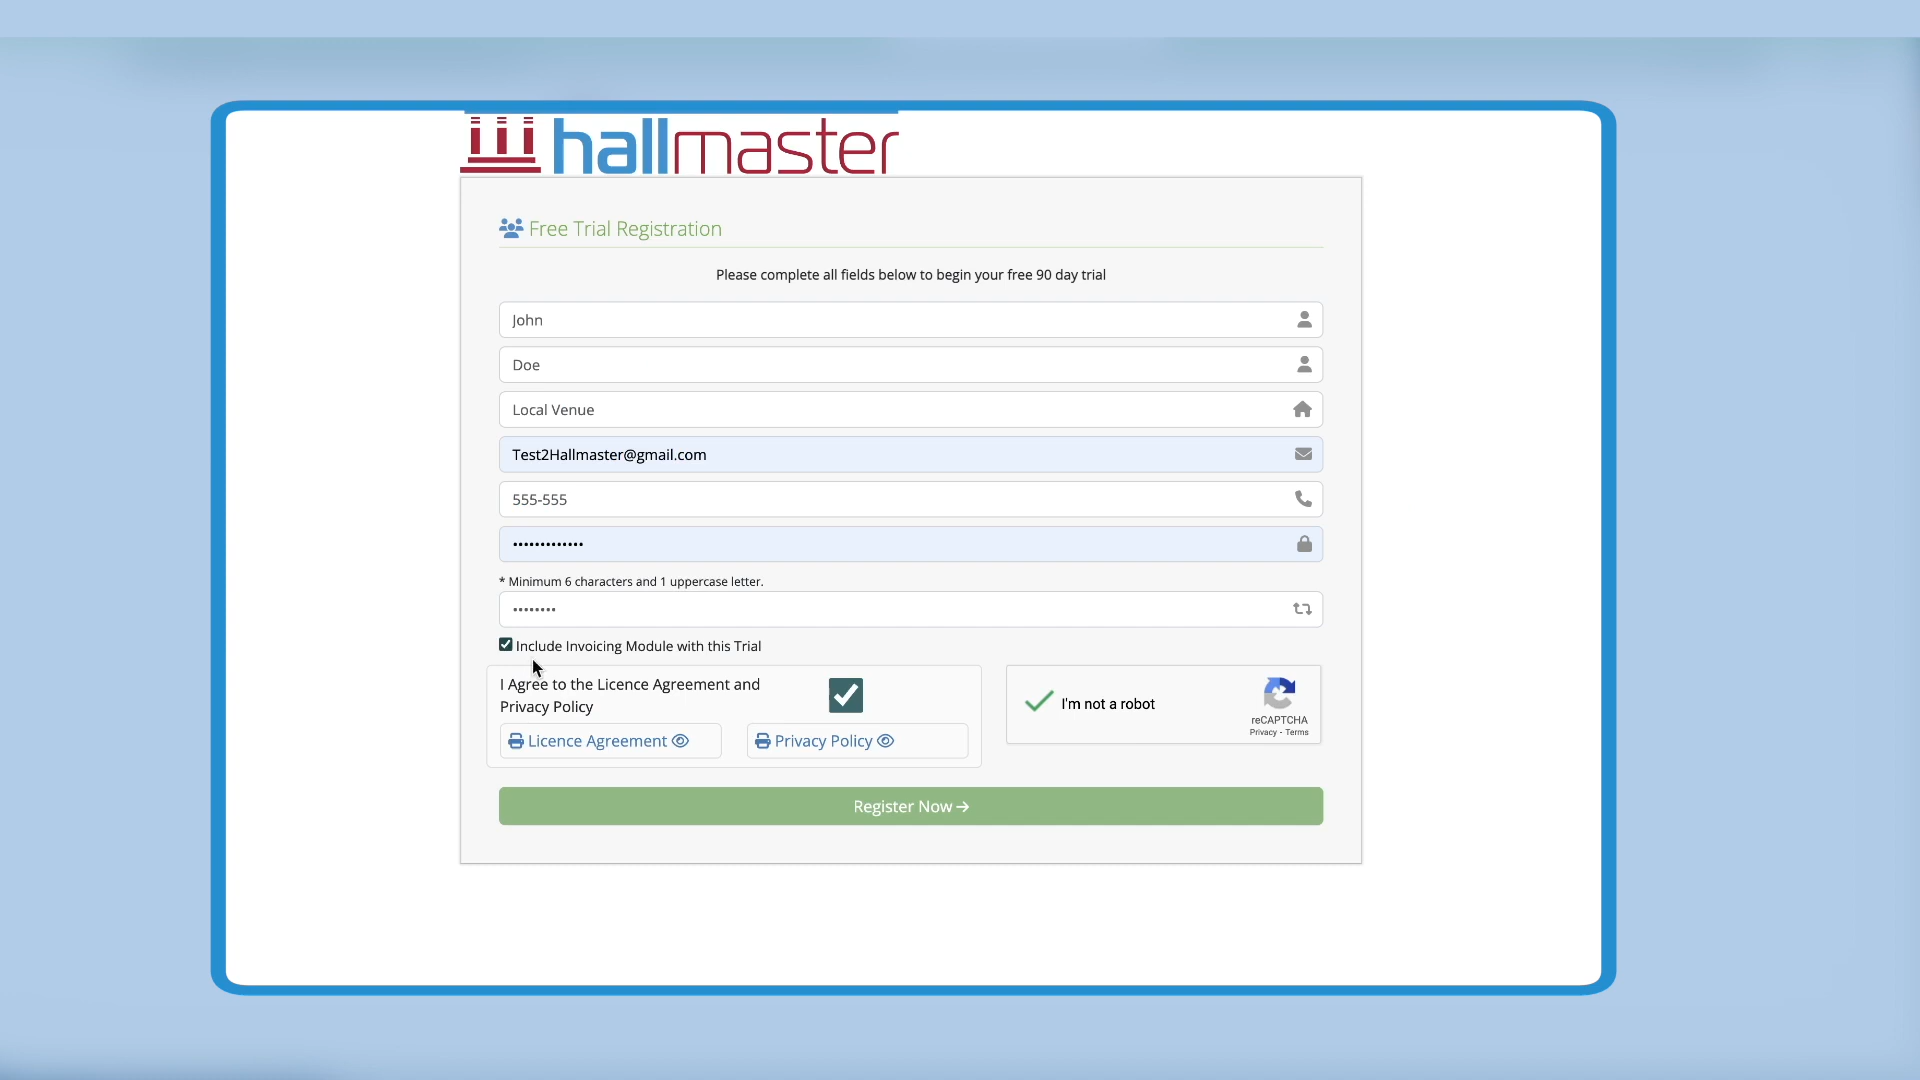 hallmaster
Free Trial Registration
Please complete all fields below to begin your free 90 day trial
John
Doe
Local Venue
Test2Hallmaster@gmail.com
555-555
•••••••••••••
* Minimum 6 characters and 1 uppercase letter.
••••••••
Include Invoicing Module with this Trial
I Agree to the Licence Agreement and
Privacy Policy
Licence Agreement
Privacy Policy
I'm not a robot
reCAPTCHA
Privacy - Terms
Register Now